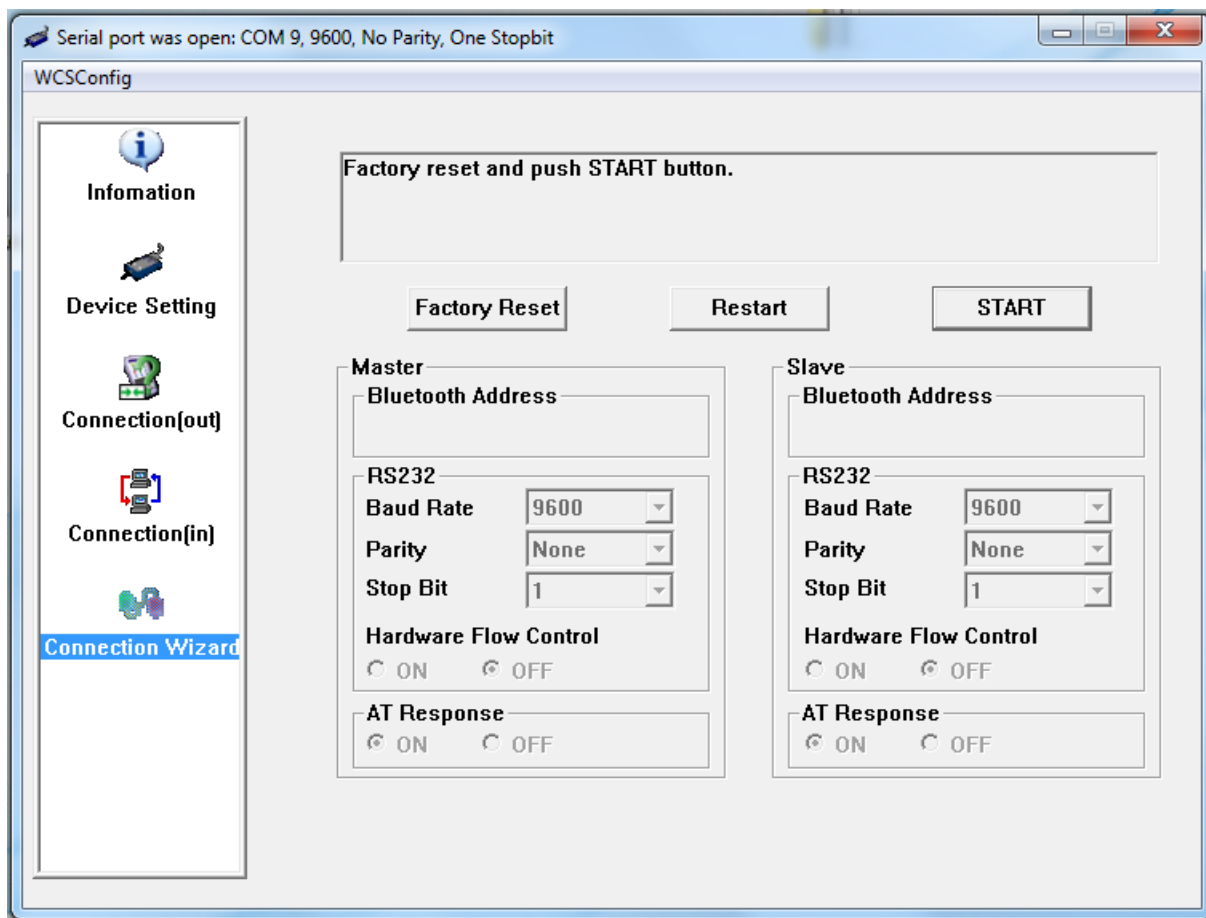 Serial port was open: COM 9, 9600, No Parity, One Stopbit
WCSConfig
Infomation
Device Setting
Connection(out)
Connection(in)
Connection Wizard
Factory reset and push START button.
Factory Reset Restart START
Master
Bluetooth Address
RS232
Baud Rate 9600
Parity None
Stop Bit 1
Hardware Flow Control
ON OFF
AT Response
ON OFF
Slave
Bluetooth Address
RS232
Baud Rate 9600
Parity None
Stop Bit 1
Hardware Flow Control
ON OFF
AT Response
ON OFF